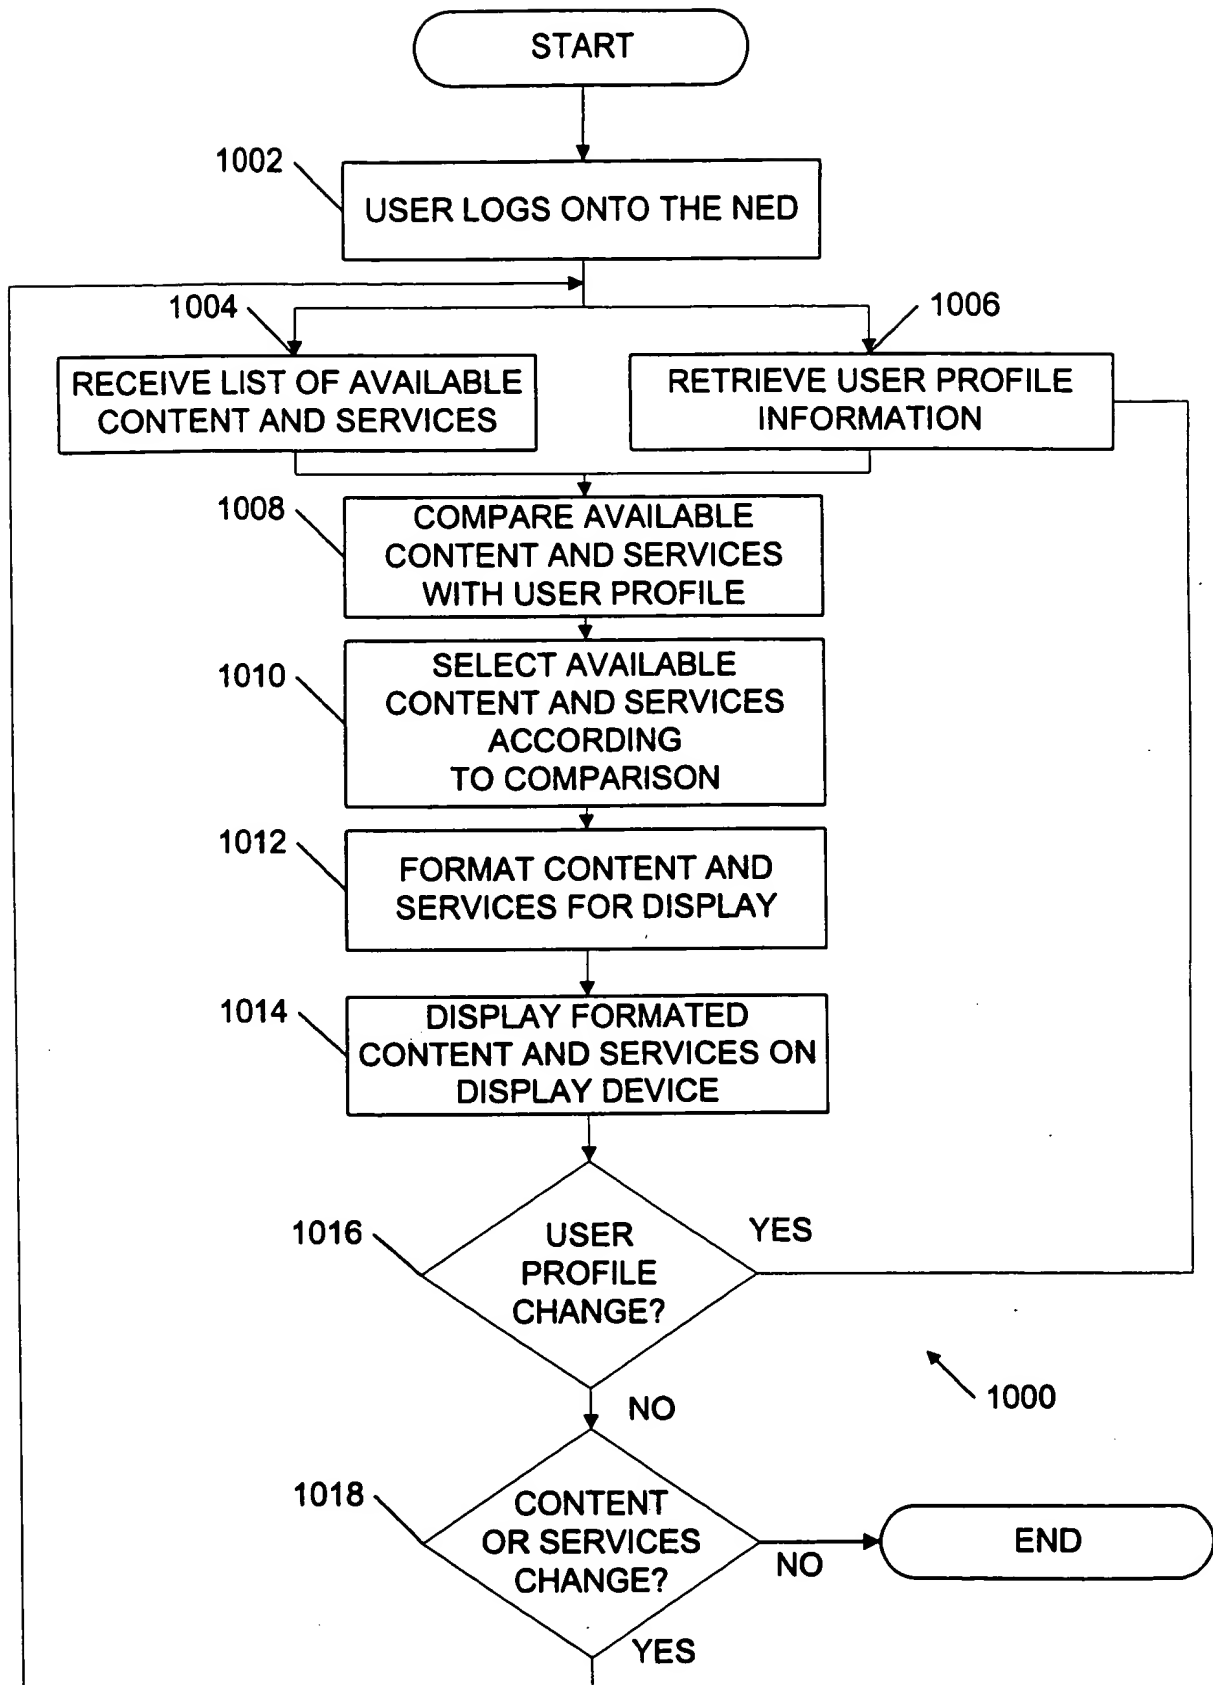 START
1002
USER LOGS ONTO THE NED
1004
1006
RECEIVE LIST OF AVAILABLE
CONTENT AND SERVICES
RETRIEVE USER PROFILE
INFORMATION
1008
COMPARE AVAILABLE
CONTENT AND SERVICES
WITH USER PROFILE
1010
SELECT AVAILABLE
CONTENT AND SERVICES
ACCORDING
TO COMPARISON
1012
FORMAT CONTENT AND
SERVICES FOR DISPLAY
1014
DISPLAY FORMATED
CONTENT AND SERVICES ON
DISPLAY DEVICE
1016
USER
PROFILE
CHANGE?
YES
NO
1000
1018
CONTENT
OR SERVICES
CHANGE?
NO
END
YES